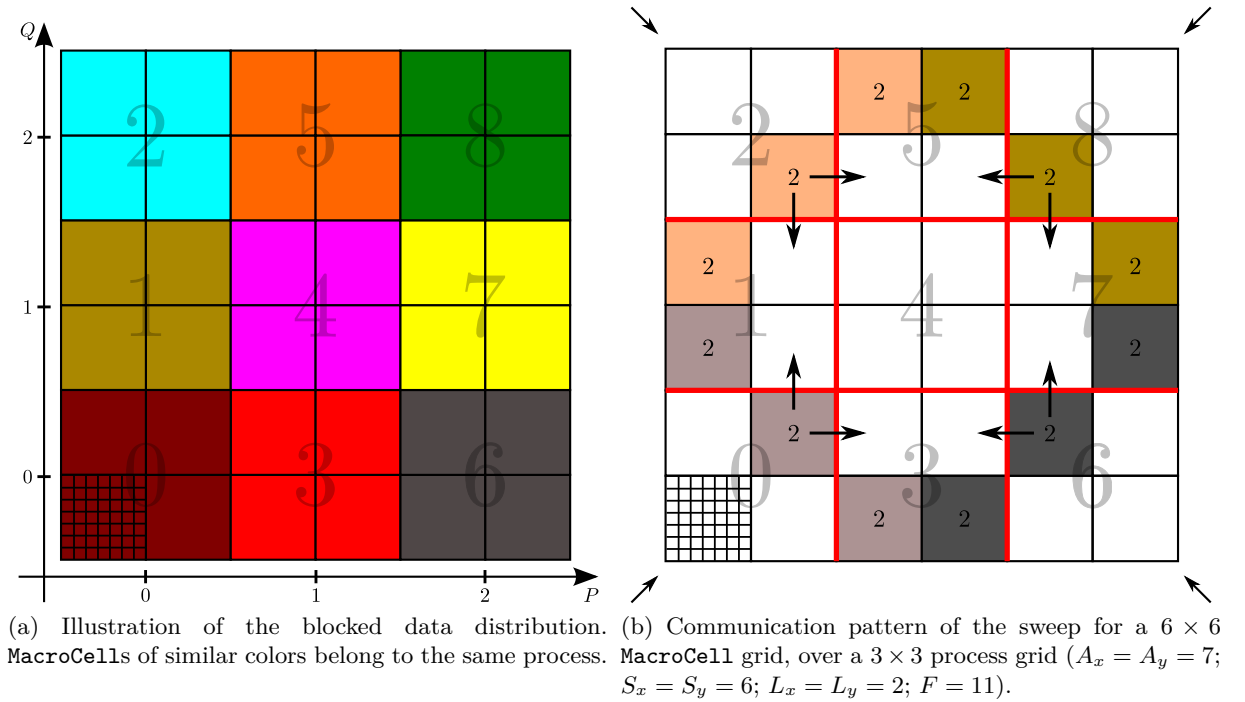 Q
2 5 8
2
1 4 7
1
0 3 6
0
0 1 2 P
2 2
2 5 8
2 2
2 2
1 4 7
2 2
2 2
0 3 6
2 2
(a) Illustration of the blocked data distribution. MacroCells of similar colors belong to the same process.
(b) Communication pattern of the sweep for a 6 × 6
MacroCell grid, over a 3 × 3 process grid (Ax = Ay = 7;
Sx = Sy = 6; Lx = Ly = 2; F = 11).